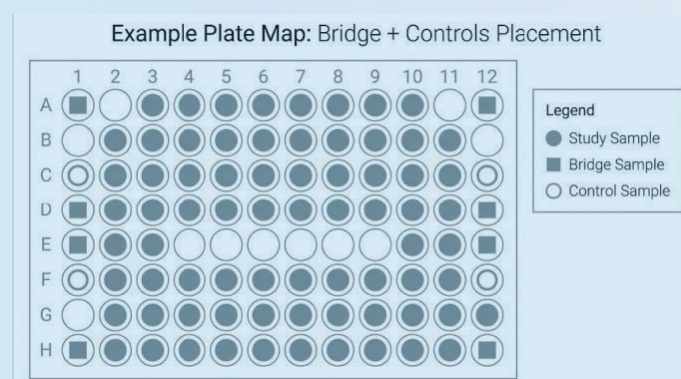 Example Plate Map: Bridge + Controls Placement
1 2 3 4 5 6 7 8 9 10 11 12
A
B
C
D
E
F
G
H
Legend
Study Sample
Bridge Sample
Control Sample